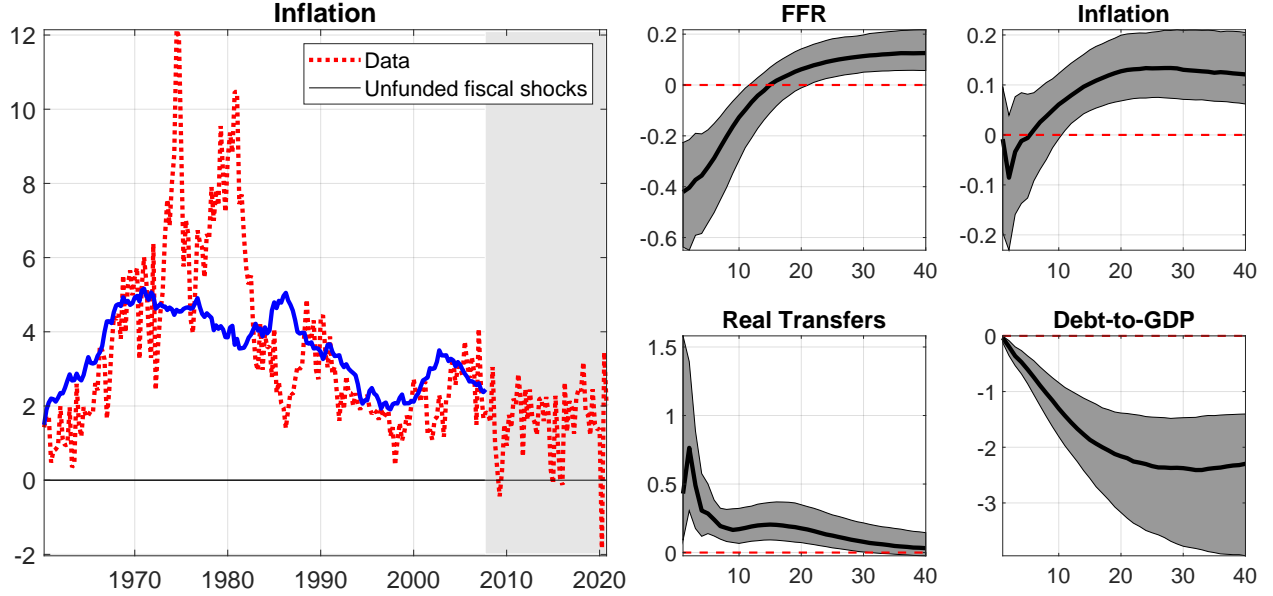 Inflation
12
10
8
6
4
2
0
-2
1970 1980 1990 2000 2010 2020
Data
Unfunded fiscal shocks
FFR
0.2
0
-0.2
-0.4
-0.6
10 20 30 40
Inflation
0.2
0.1
0
-0.1
-0.2
10 20 30 40
Real Transfers
1.5
1
0.5
0
10 20 30 40
Debt-to-GDP
0
-1
-2
-3
10 20 30 40